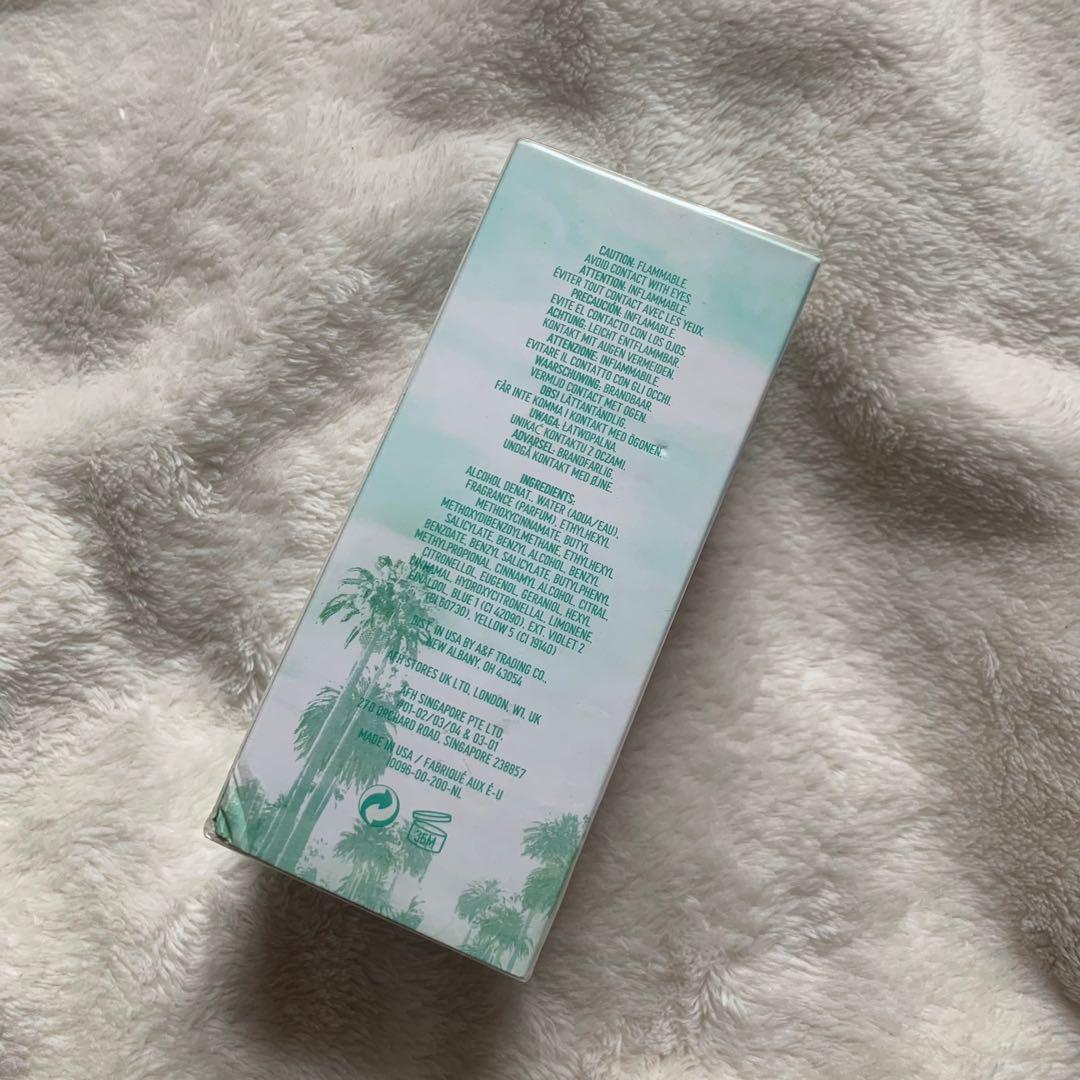 CAUTION: FLAMMABLE.
AVOID CONTACT WITH EYES.
ATTENTION: INFLAMMABLE.
ÉVITER TOUT CONTACT AVEC LES YEUX.
PRECAUCIÓN: INFLAMABLE.
EVITE EL CONTACTO CON LOS OJOS.
ACHTUNG: LEICHT ENTFLAMMBAR.
KONTAKT MIT AUGEN VERMEIDEN.
ATTENZIONE: INFIAMMABILE.
EVITARE IL CONTATTO CON GLI OCCHI.
WAARSCHUWING: BRANDBAAR.
VERMIJD CONTACT MET OGEN.
OBS! LÄTTANTÄNDLIG.
FÅR INTE KOMMA I KONTAKT MED ÖGONEN.
UWAGA: ŁATWOPALNA
UNIKAĆ KONTAKTU Z OCZAMI.
ADVARSEL: BRANDFARLIG.
UNDGÅ KONTAKT MED ØJNE.
INGREDIENTS:
ALCOHOL DENAT., WATER (AQUA/EAU),
FRAGRANCE (PARFUM), ETHYLHEXYL
METHOXYCINNAMATE, BUTYL
METHOXYDIBENZOYLMETHANE, ETHYLHEXYL
SALICYLATE, BENZYL ALCOHOL, BENZYL
BENZOATE, BENZYL SALICYLATE, BUTYLPHENYL
METHYLPROPIONAL, CINNAMYL ALCOHOL, CITRAL,
CITRONELLOL, EUGENOL, GERANIOL, HEXYL
CINNAMAL, HYDROXYCITRONELLAL, LIMONENE,
LINALOOL, BLUE 1 (CI 42090), EXT. VIOLET 2
(CI 60730), YELLOW 5 (CI 19140)
DIST. IN USA BY A&F TRADING CO.,
NEW ALBANY, OH 43054
AFH STORES UK LTD, LONDON, W1, UK
AFH SINGAPORE PTE LTD,
#01-02/03/04 & 03-01
270 ORCHARD ROAD, SINGAPORE 238857
MADE IN USA / FABRIQUÉ AUX É-U
10096-00-200-NL
36M